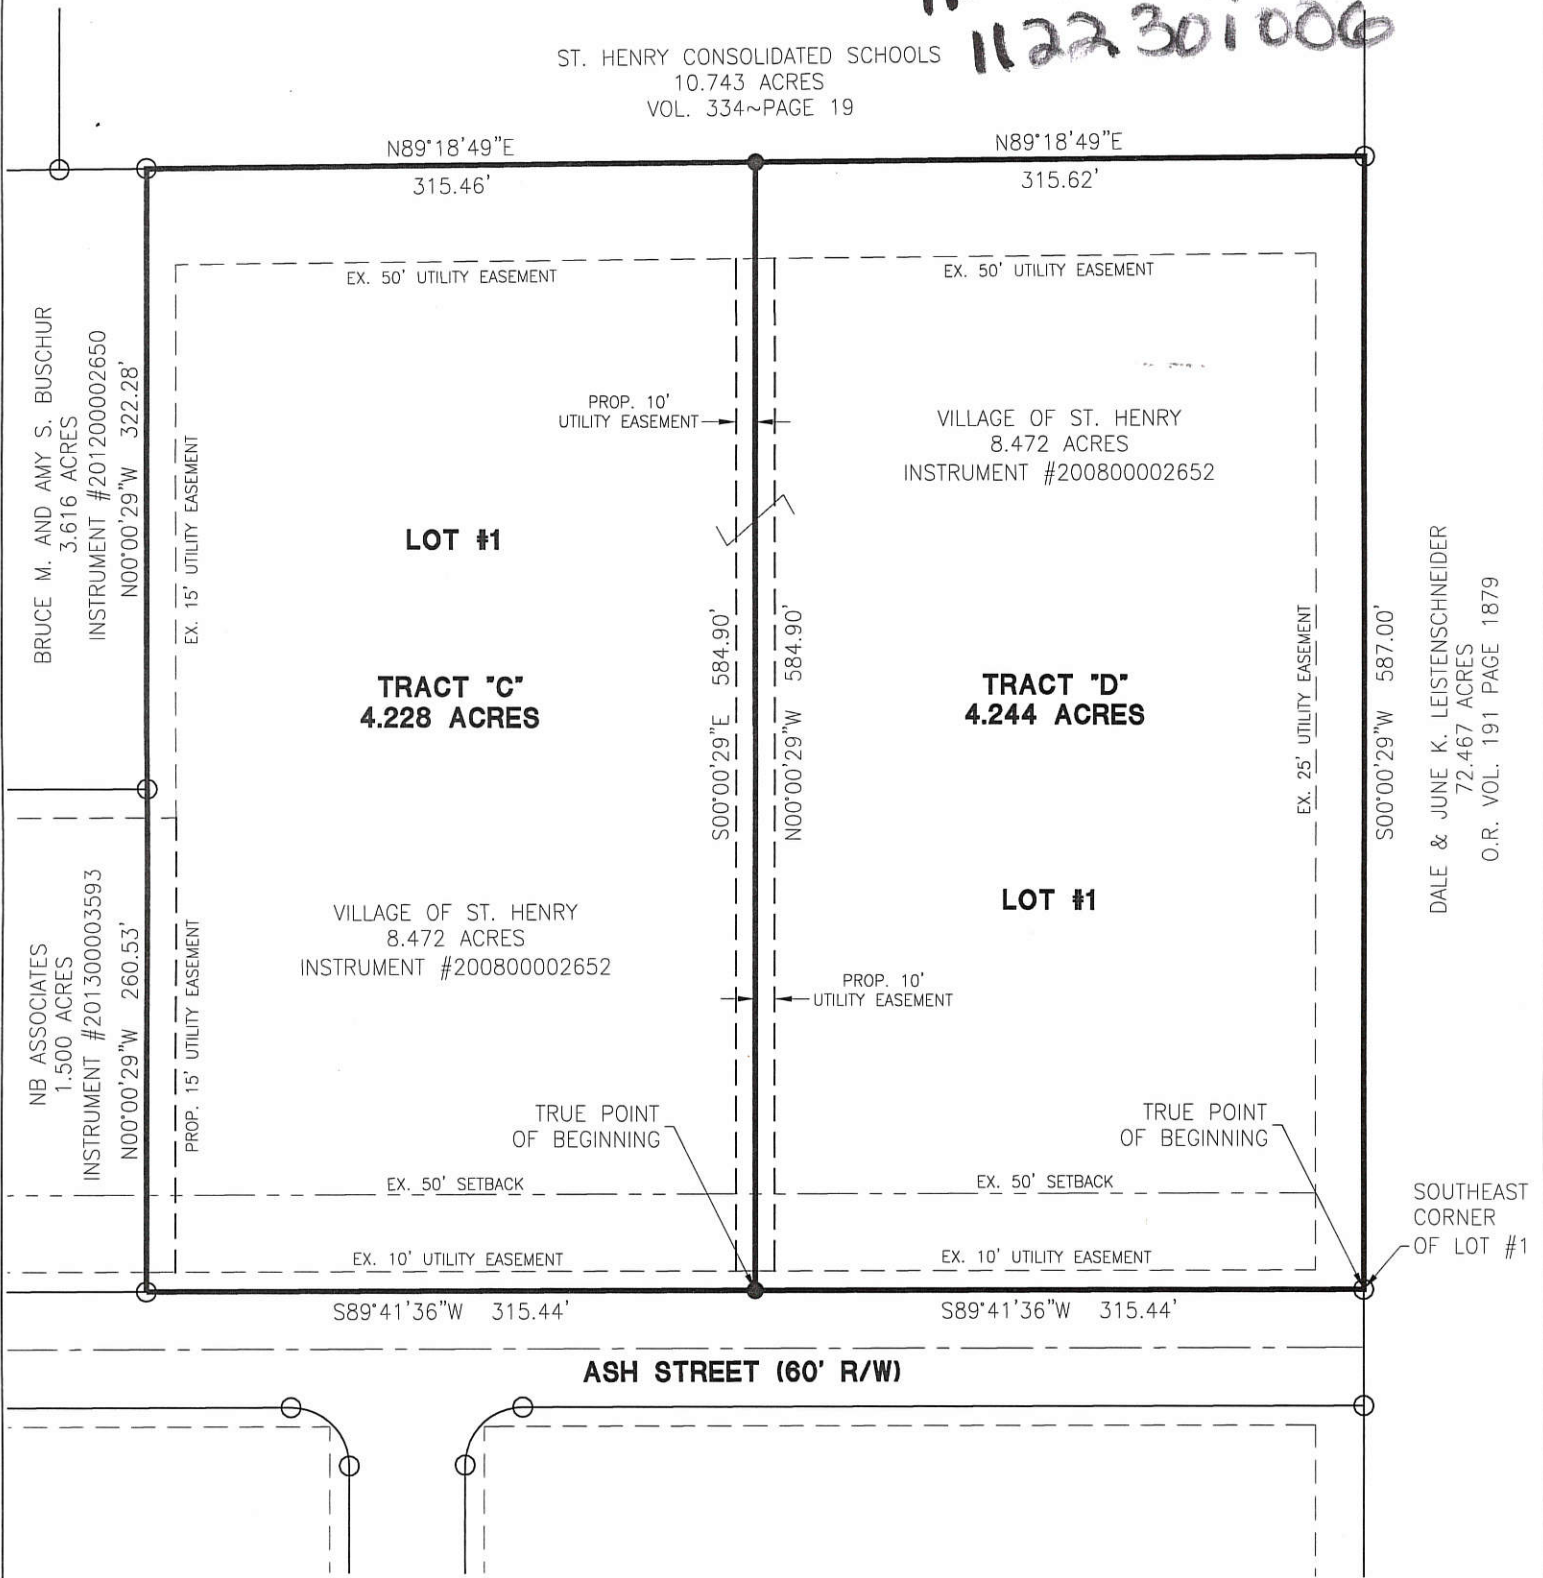 1122301006
ST. HENRY CONSOLIDATED SCHOOLS
10.743 ACRES
VOL. 334~PAGE 19
N89°18'49"E
315.46'
N89°18'49"E
315.62'
EX. 50' UTILITY EASEMENT
EX. 50' UTILITY EASEMENT
BRUCE M. AND AMY S. BUSCHUR
3.616 ACRES
INSTRUMENT #201200002650
N00°00'29"W 322.28'
EX. 15' UTILITY EASEMENT
PROP. 10'
UTILITY EASEMENT
VILLAGE OF ST. HENRY
8.472 ACRES
INSTRUMENT #200800002652
LOT #1
TRACT "C"
4.228 ACRES
S00°00'29"E 584.90'
N00°00'29"W 584.90'
TRACT "D"
4.244 ACRES
EX. 25' UTILITY EASEMENT
S00°00'29"W 587.00'
DALE & JUNE K. LEISTENSCHNEIDER
72.467 ACRES
O.R. VOL. 191 PAGE 1879
LOT #1
NB ASSOCIATES
1.500 ACRES
INSTRUMENT #201300003593
N00°00'29"W 260.53'
PROP. 15' UTILITY EASEMENT
VILLAGE OF ST. HENRY
8.472 ACRES
INSTRUMENT #200800002652
PROP. 10'
UTILITY EASEMENT
TRUE POINT
OF BEGINNING
TRUE POINT
OF BEGINNING
EX. 50' SETBACK
EX. 50' SETBACK
SOUTHEAST
CORNER
OF LOT #1
EX. 10' UTILITY EASEMENT
EX. 10' UTILITY EASEMENT
S89°41'36"W 315.44'
S89°41'36"W 315.44'
ASH STREET (60' R/W)